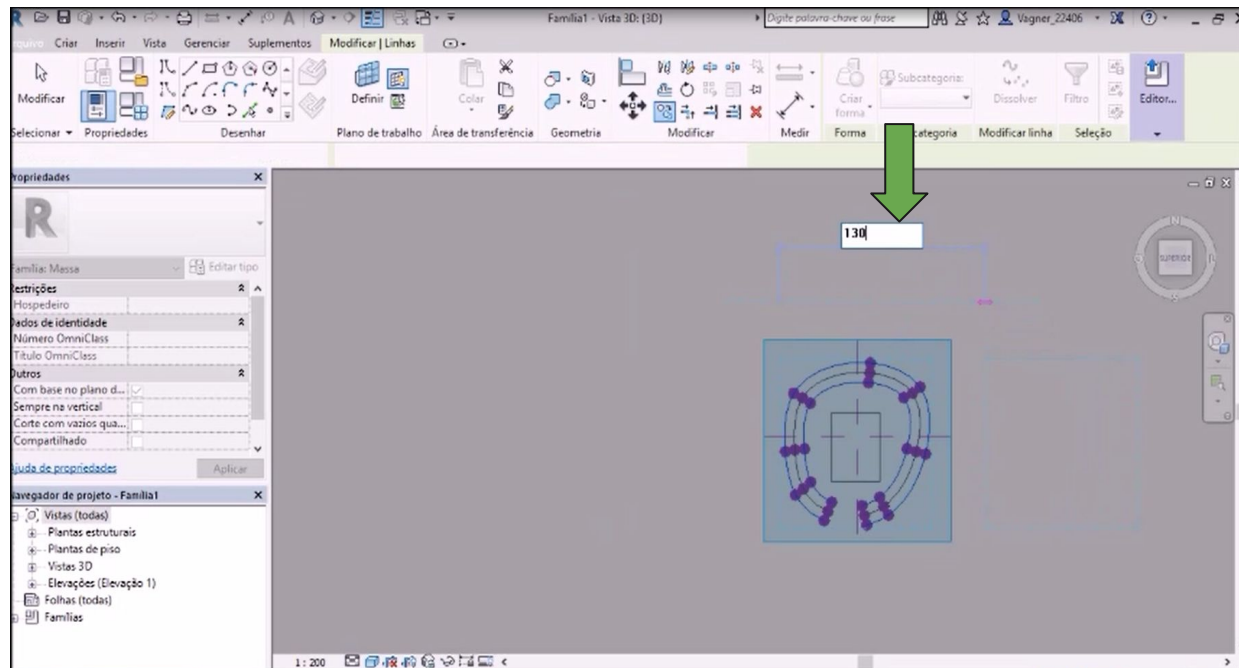 Família1 - Vista 3D: {3D}
Digite palavra-chave ou frase
Vagner_22406
Criar Inserir Vista Gerenciar Suplementos Modificar | Linhas
Modificar
Definir
Colar
Criar forma
Subcategoria:
Dissolver
Filtro
Editor...
Selecionar Propriedades Desenhar Plano de trabalho Área de transferência Geometria Modificar Medir Forma Modificar linha Seleção
Propriedades
Família: Massa
Editar tipo
Restrições
Hospedeiro
Dados de identidade
Número OmniClass
Título OmniClass
Outros
Com base no plano d...
Sempre na vertical
Corte com vazios qua...
Compartilhado
Ajuda de propriedades
Aplicar
Navegador de projeto - Família1
Vistas (todas)
Plantas estruturais
Plantas de piso
Vistas 3D
Elevações (Elevação 1)
Folhas (todas)
Famílias
130
SUPERIOR
1 : 200